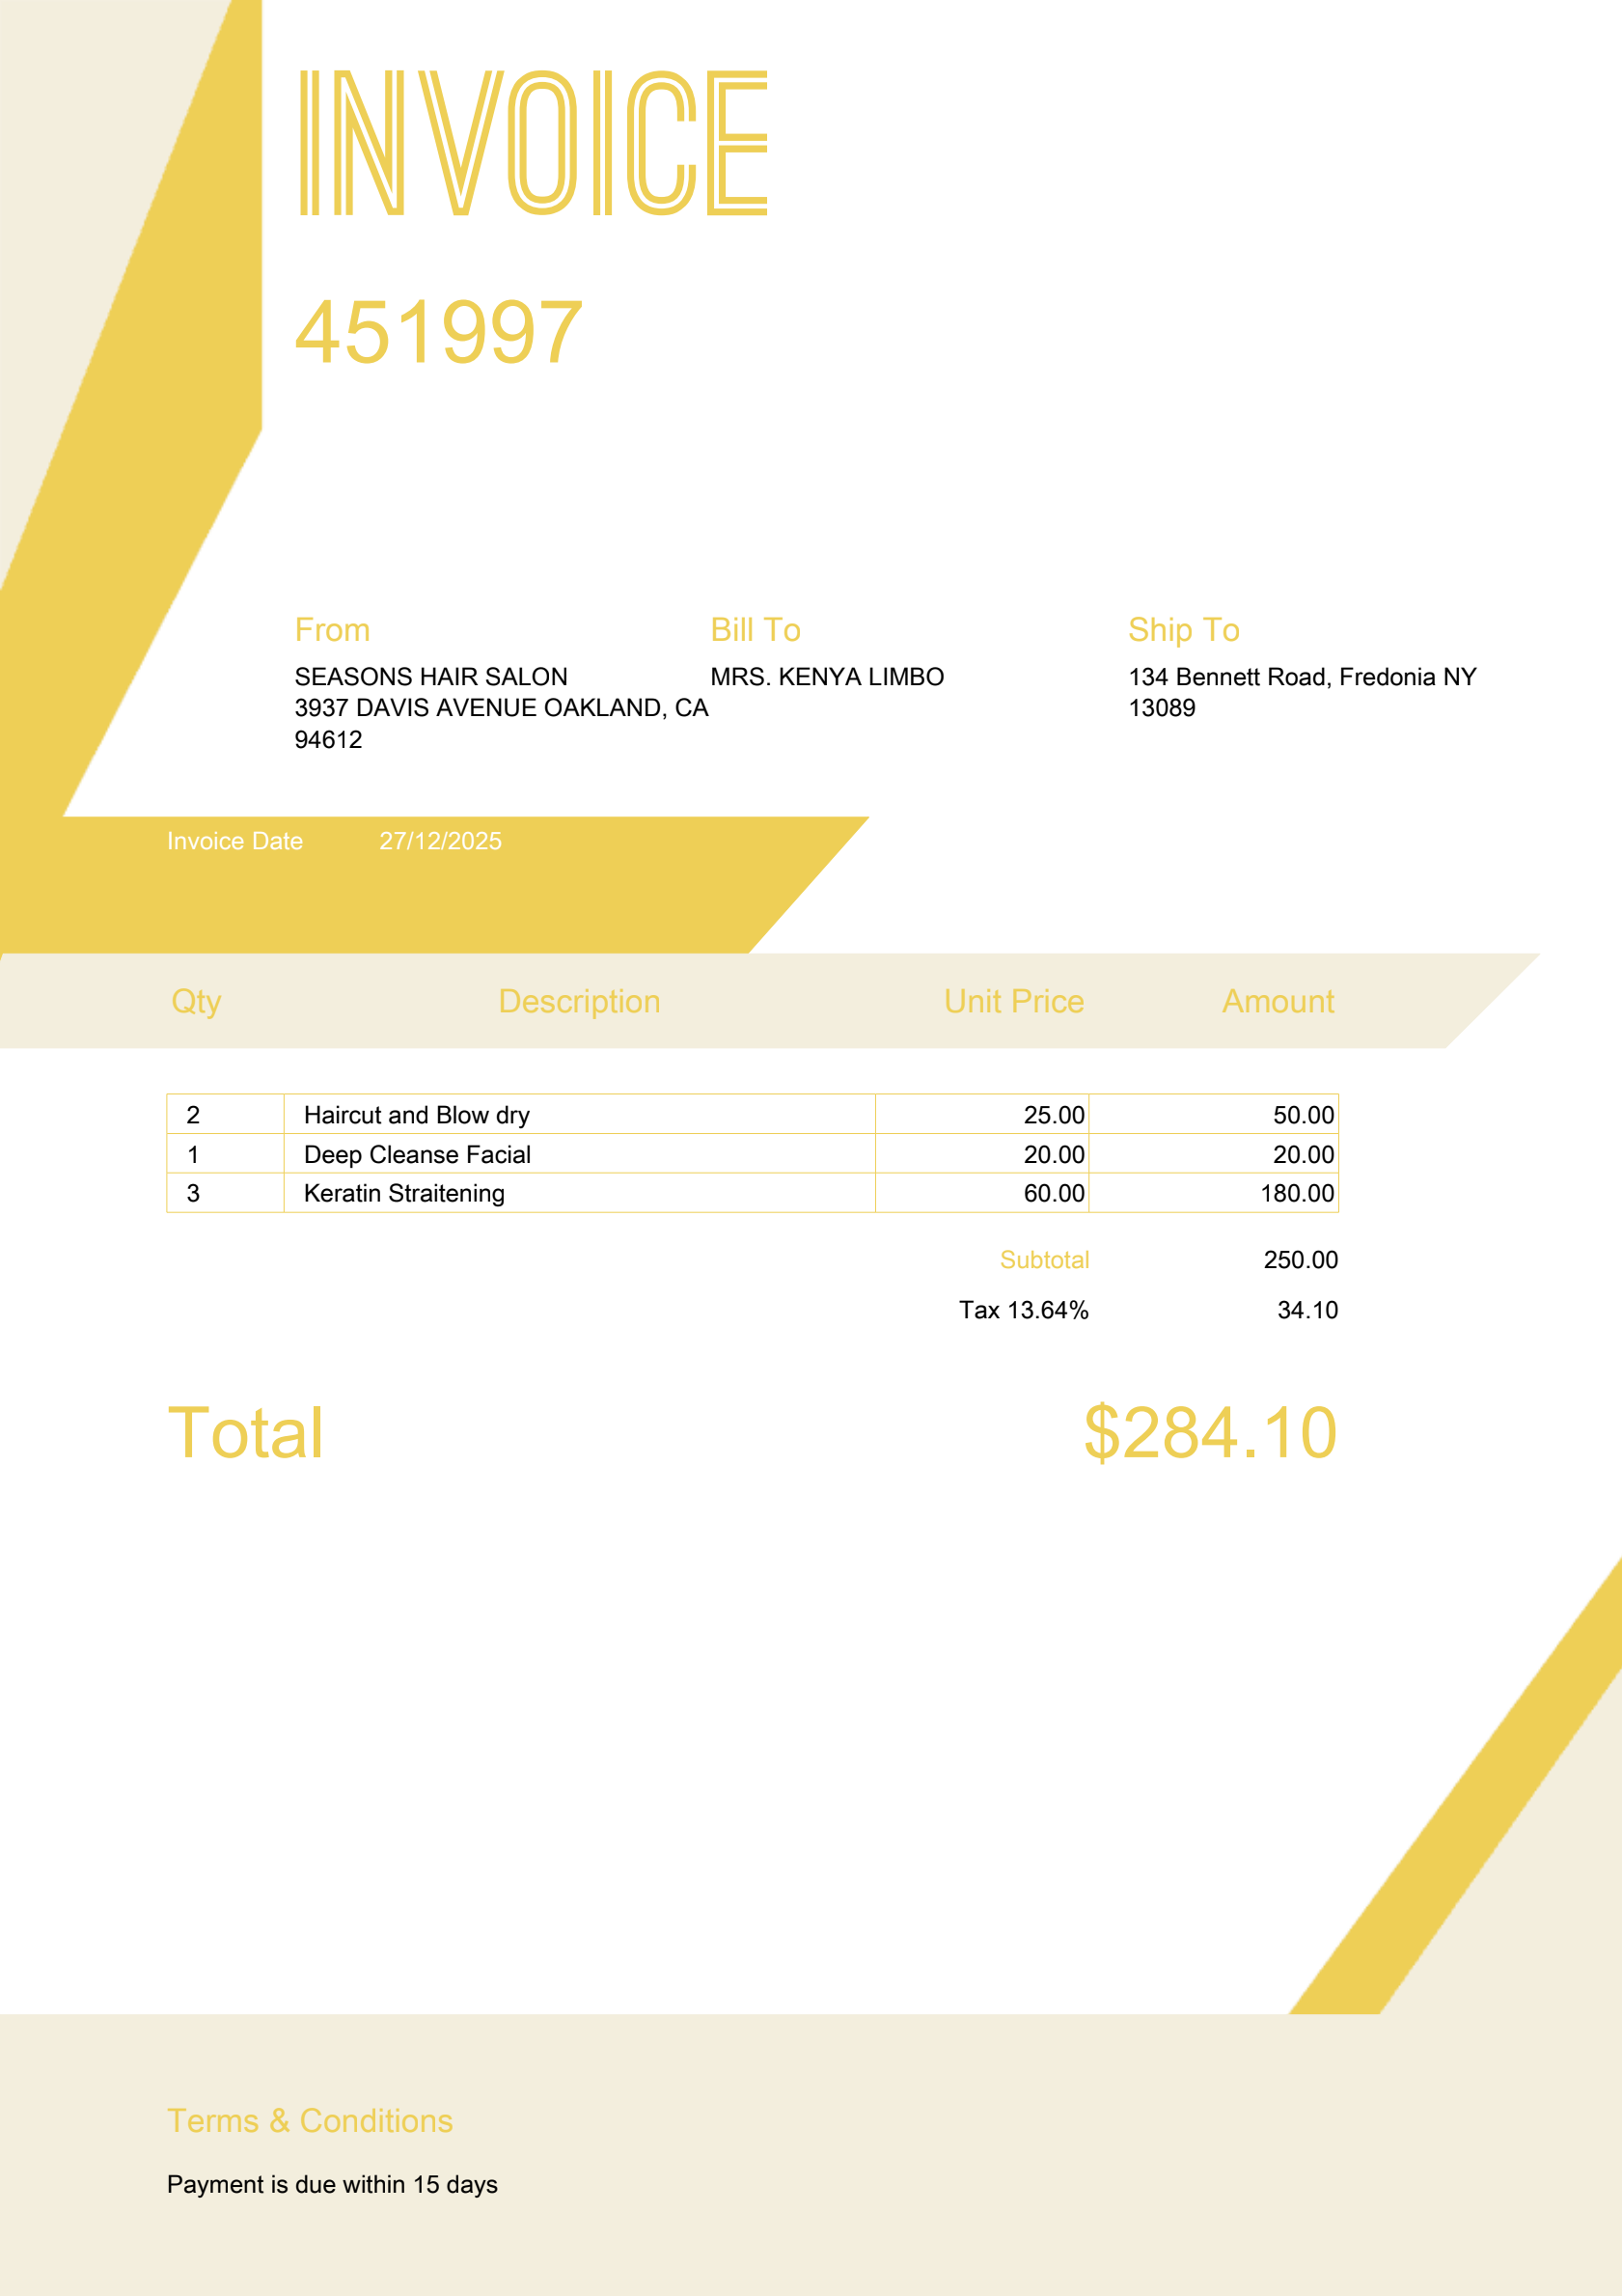 INVOICE
451997
From
SEASONS HAIR SALON
3937 DAVIS AVENUE OAKLAND, CA
94612
Bill To
MRS. KENYA LIMBO
Ship To
134 Bennett Road, Fredonia NY
13089
Invoice Date 27/12/2025
Qty Description Unit Price Amount
2 Haircut and Blow dry 25.00 50.00
1 Deep Cleanse Facial 20.00 20.00
3 Keratin Straitening 60.00 180.00
Subtotal 250.00
Tax 13.64% 34.10
Total $284.10
Terms & Conditions
Payment is due within 15 days